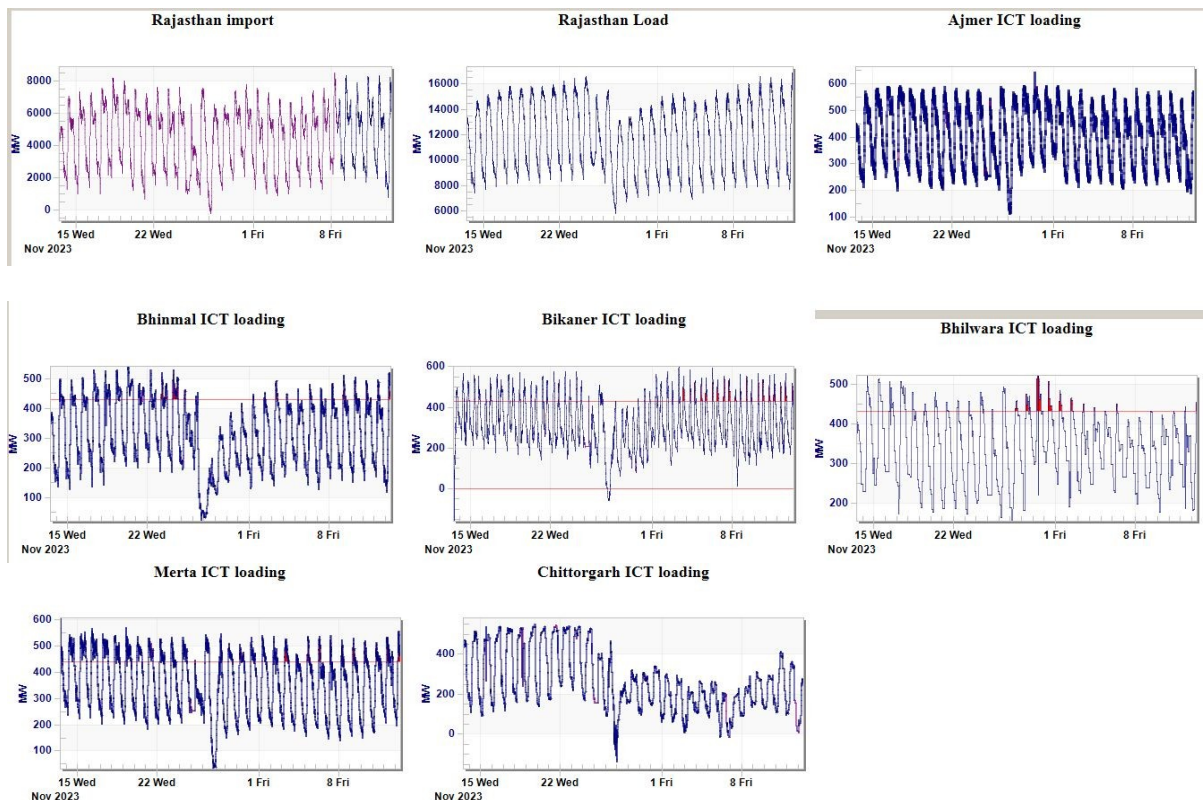 Rajasthan import
Rajasthan Load
Ajmer ICT loading
8000
6000
4000
2000
0
MW
15 Wed 22 Wed 1 Fri 8 Fri
Nov 2023
16000
14000
12000
10000
8000
6000
MW
15 Wed 22 Wed 1 Fri 8 Fri
Nov 2023
600
500
400
300
200
100
MW
15 Wed 22 Wed 1 Fri 8 Fri
Nov 2023
Bhinmal ICT loading
Bikaner ICT loading
Bhilwara ICT loading
500
400
300
200
100
MW
15 Wed 22 Wed 1 Fri 8 Fri
Nov 2023
600
400
200
0
MW
15 Wed 22 Wed 1 Fri 8 Fri
Nov 2023
500
400
300
200
MW
15 Wed 22 Wed 1 Fri 8 Fri
Nov 2023
Merta ICT loading
Chittorgarh ICT loading
600
500
400
300
200
100
MW
15 Wed 22 Wed 1 Fri 8 Fri
Nov 2023
400
200
0
MW
15 Wed 22 Wed 1 Fri 8 Fri
Nov 2023